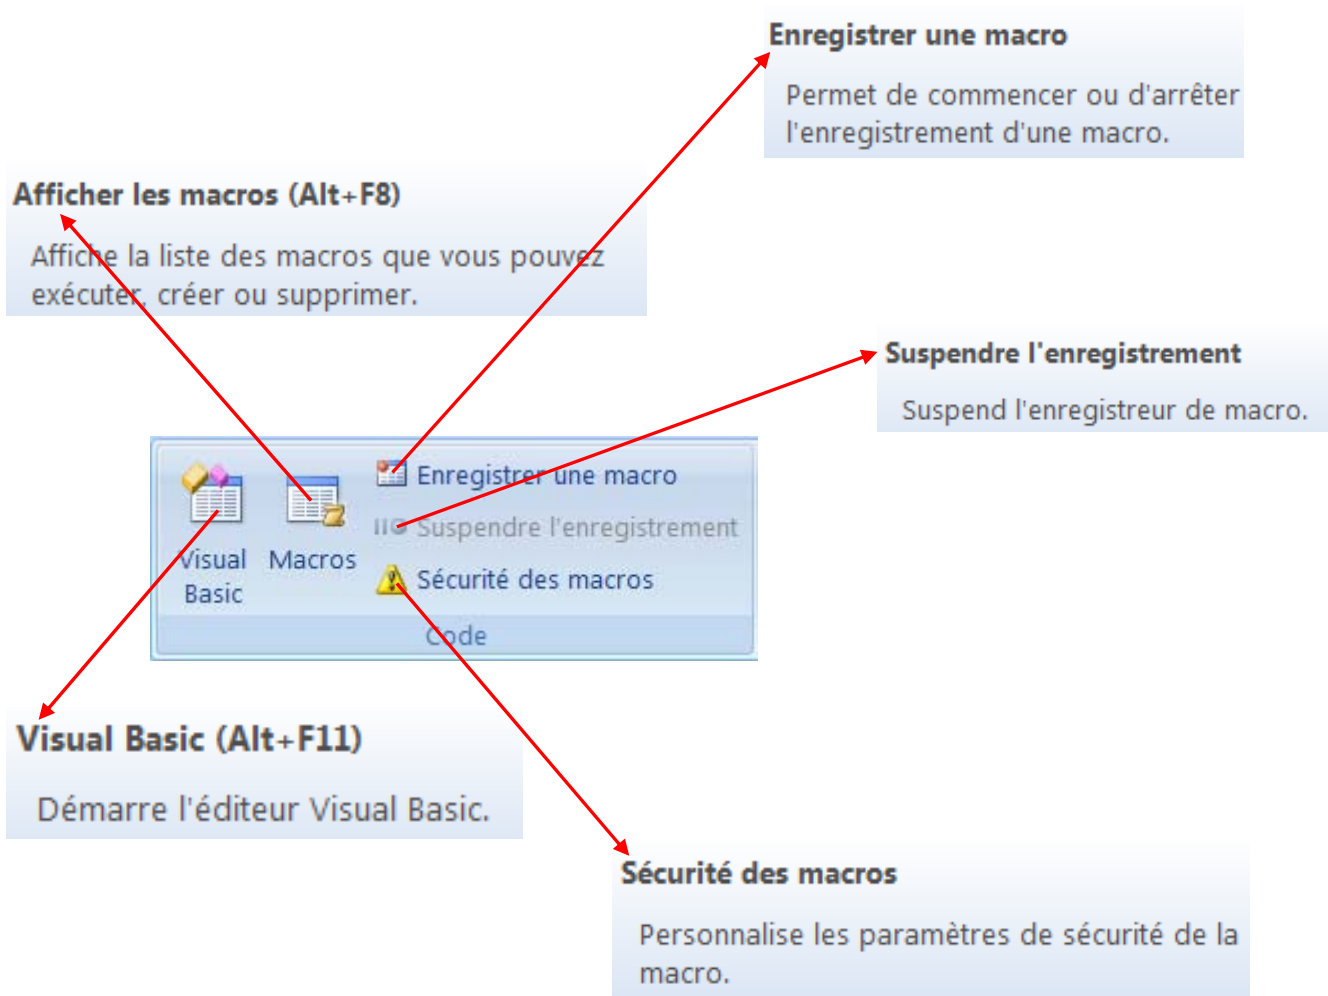 Enregistrer une macro
Permet de commencer ou d'arrêter
l'enregistrement d'une macro.
Afficher les macros (Alt+F8)
Affiche la liste des macros que vous pouvez
exécuter, créer ou supprimer.
Suspendre l'enregistrement
Suspend l'enregistreur de macro.
Visual
Basic
Macros
Enregistrer une macro
Suspendre l'enregistrement
Sécurité des macros
Code
Visual Basic (Alt+F11)
Démarre l'éditeur Visual Basic.
Sécurité des macros
Personnalise les paramètres de sécurité de la
macro.